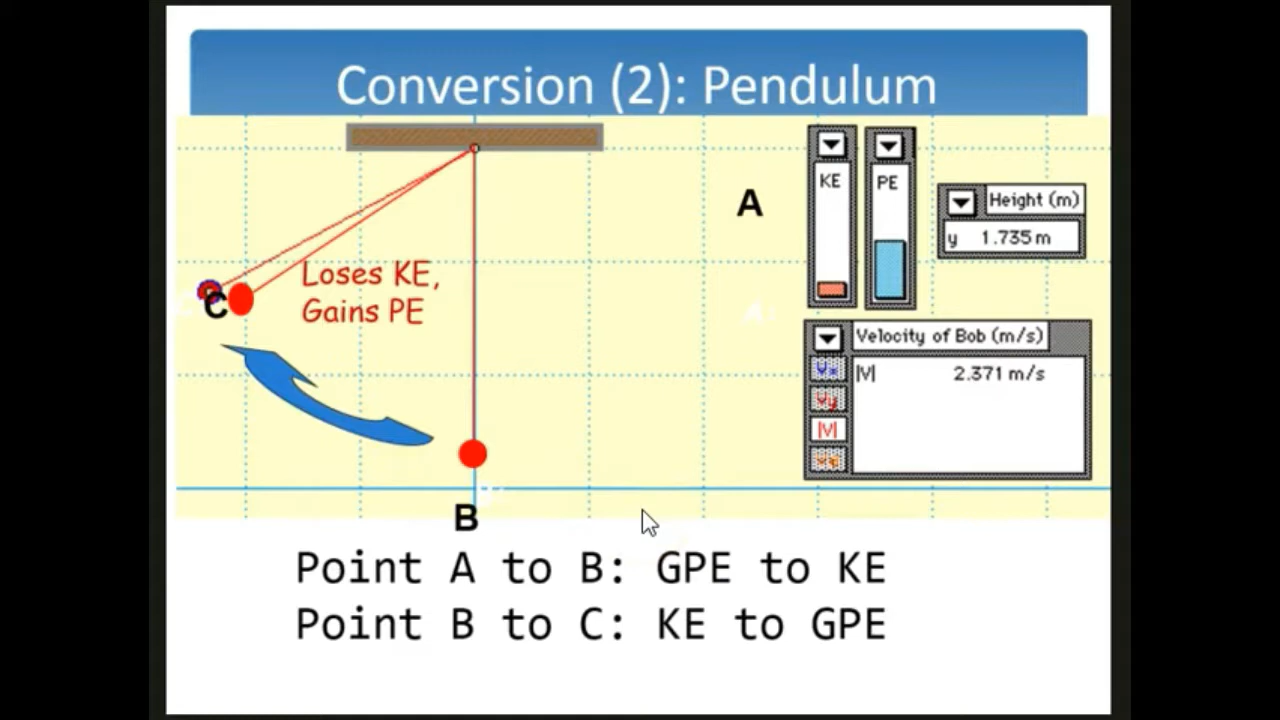 Conversion (2): Pendulum
A
KE
PE
Height (m)
y 1.735 m
Loses KE,
Gains PE
C
Velocity of Bob (m/s)
|V| 2.371 m/s
|V|
B
Point A to B: GPE to KE
Point B to C: KE to GPE